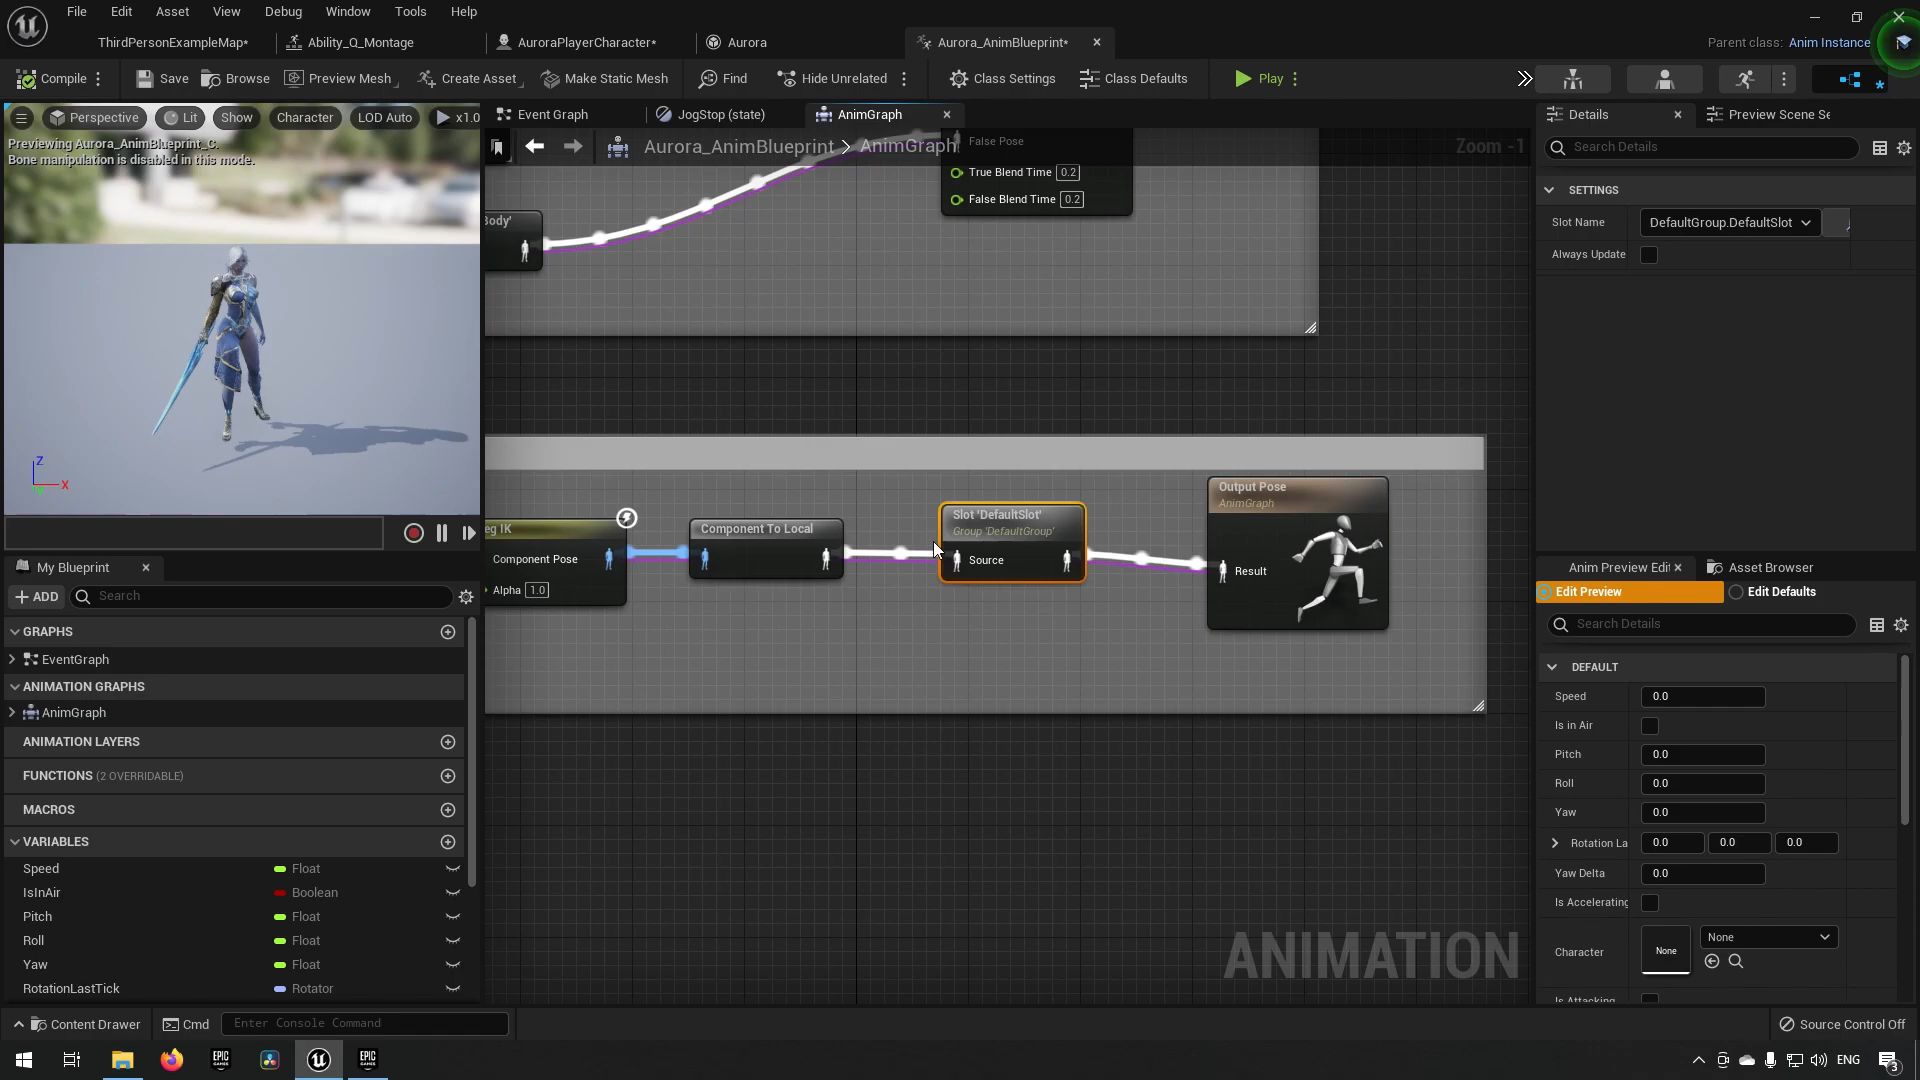 File Edit Asset View Debug Window Tools Help
ThirdPersonExampleMap* Ability_Q_Montage AuroraPlayerCharacter* Aurora Aurora_AnimBlueprint* Parent class: Anim Instance
Compile Save Browse Preview Mesh Create Asset Make Static Mesh Find Hide Unrelated Class Settings Class Defaults Play
Perspective Lit Show Character LOD Auto x1.0
Previewing Aurora_AnimBlueprint_C.
Bone manipulation is disabled in this mode.
Z
X
Event Graph JogStop (state) AnimGraph
Aurora_AnimBlueprint > AnimGraph
Zoom -1
False Pose
True Blend Time 0.2
False Blend Time 0.2
Body'
eg IK
Component Pose
Alpha 1.0
Component To Local
Slot 'DefaultSlot'
Group 'DefaultGroup'
Source
Output Pose
AnimGraph
Result
ANIMATION
My Blueprint
ADD Search
GRAPHS
EventGraph
ANIMATION GRAPHS
AnimGraph
ANIMATION LAYERS
FUNCTIONS (2 OVERRIDABLE)
MACROS
VARIABLES
Speed Float
IsInAir Boolean
Pitch Float
Roll Float
Yaw Float
RotationLastTick Rotator
Details Preview Scene Se
Search Details
SETTINGS
Slot Name DefaultGroup.DefaultSlot
Always Update
Anim Preview Edit Asset Browser
Edit Preview Edit Defaults
Search Details
DEFAULT
Speed 0.0
Is in Air
Pitch 0.0
Roll 0.0
Yaw 0.0
Rotation La 0.0 0.0 0.0
Yaw Delta 0.0
Is Accelerating
Character None None
Is Attacking
Content Drawer Cmd Enter Console Command Source Control Off
EPIC GAMES EPIC GAMES ENG 3